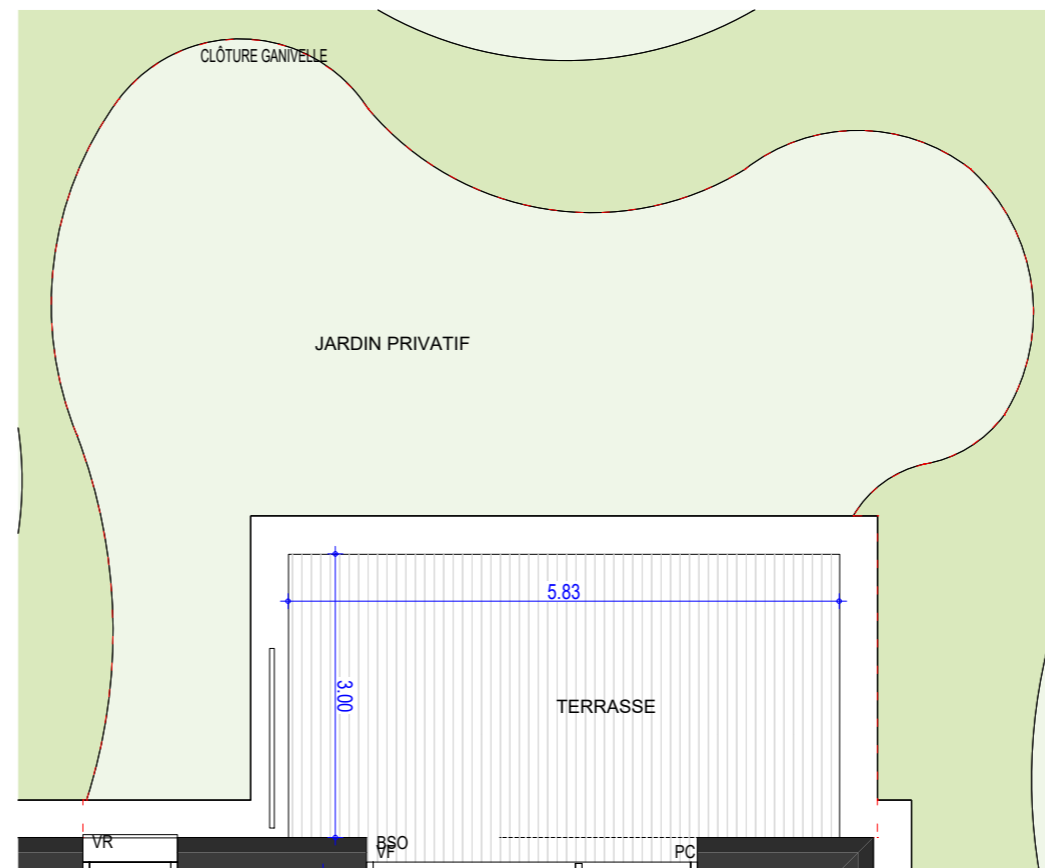 CLÔTURE GANIVELLE
JARDIN PRIVATIF
5.83
3.00
TERRASSE
VR
BSO
VF
PC